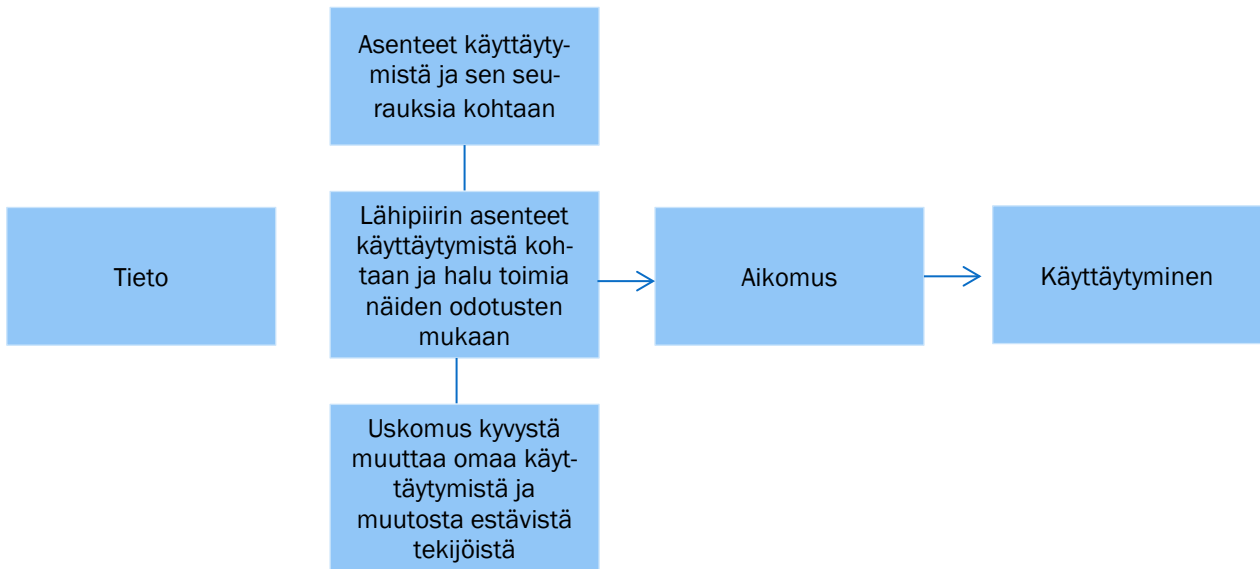 Asenteet käyttäyty-
mistä ja sen seu-
rauksia kohtaan
Tieto
Lähipiirin asenteet
käyttäytymistä koh-
taan ja halu toimia
näiden odotusten
mukaan
Aikomus
Käyttäytyminen
Uskomus kyvystä
muuttaa omaa käyt-
täytymistä ja
muutosta estävistä
tekijöistä